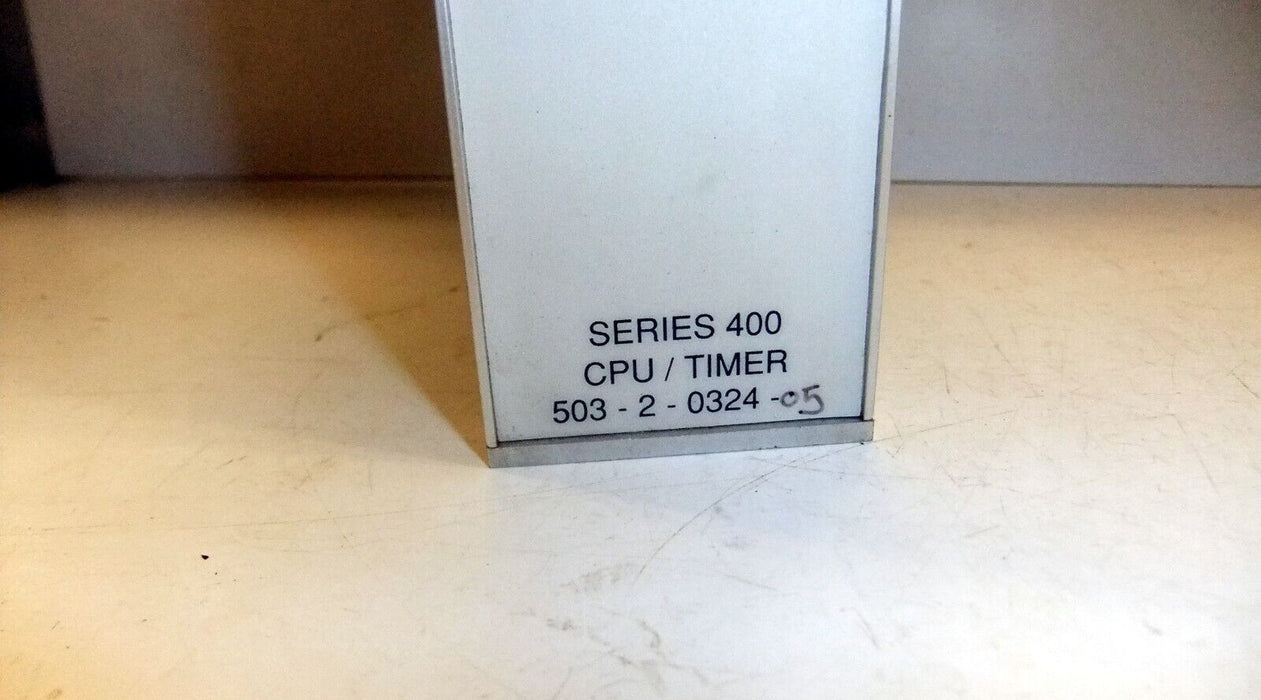 SERIES 400
CPU / TIMER
503 - 2 - 0324 -05